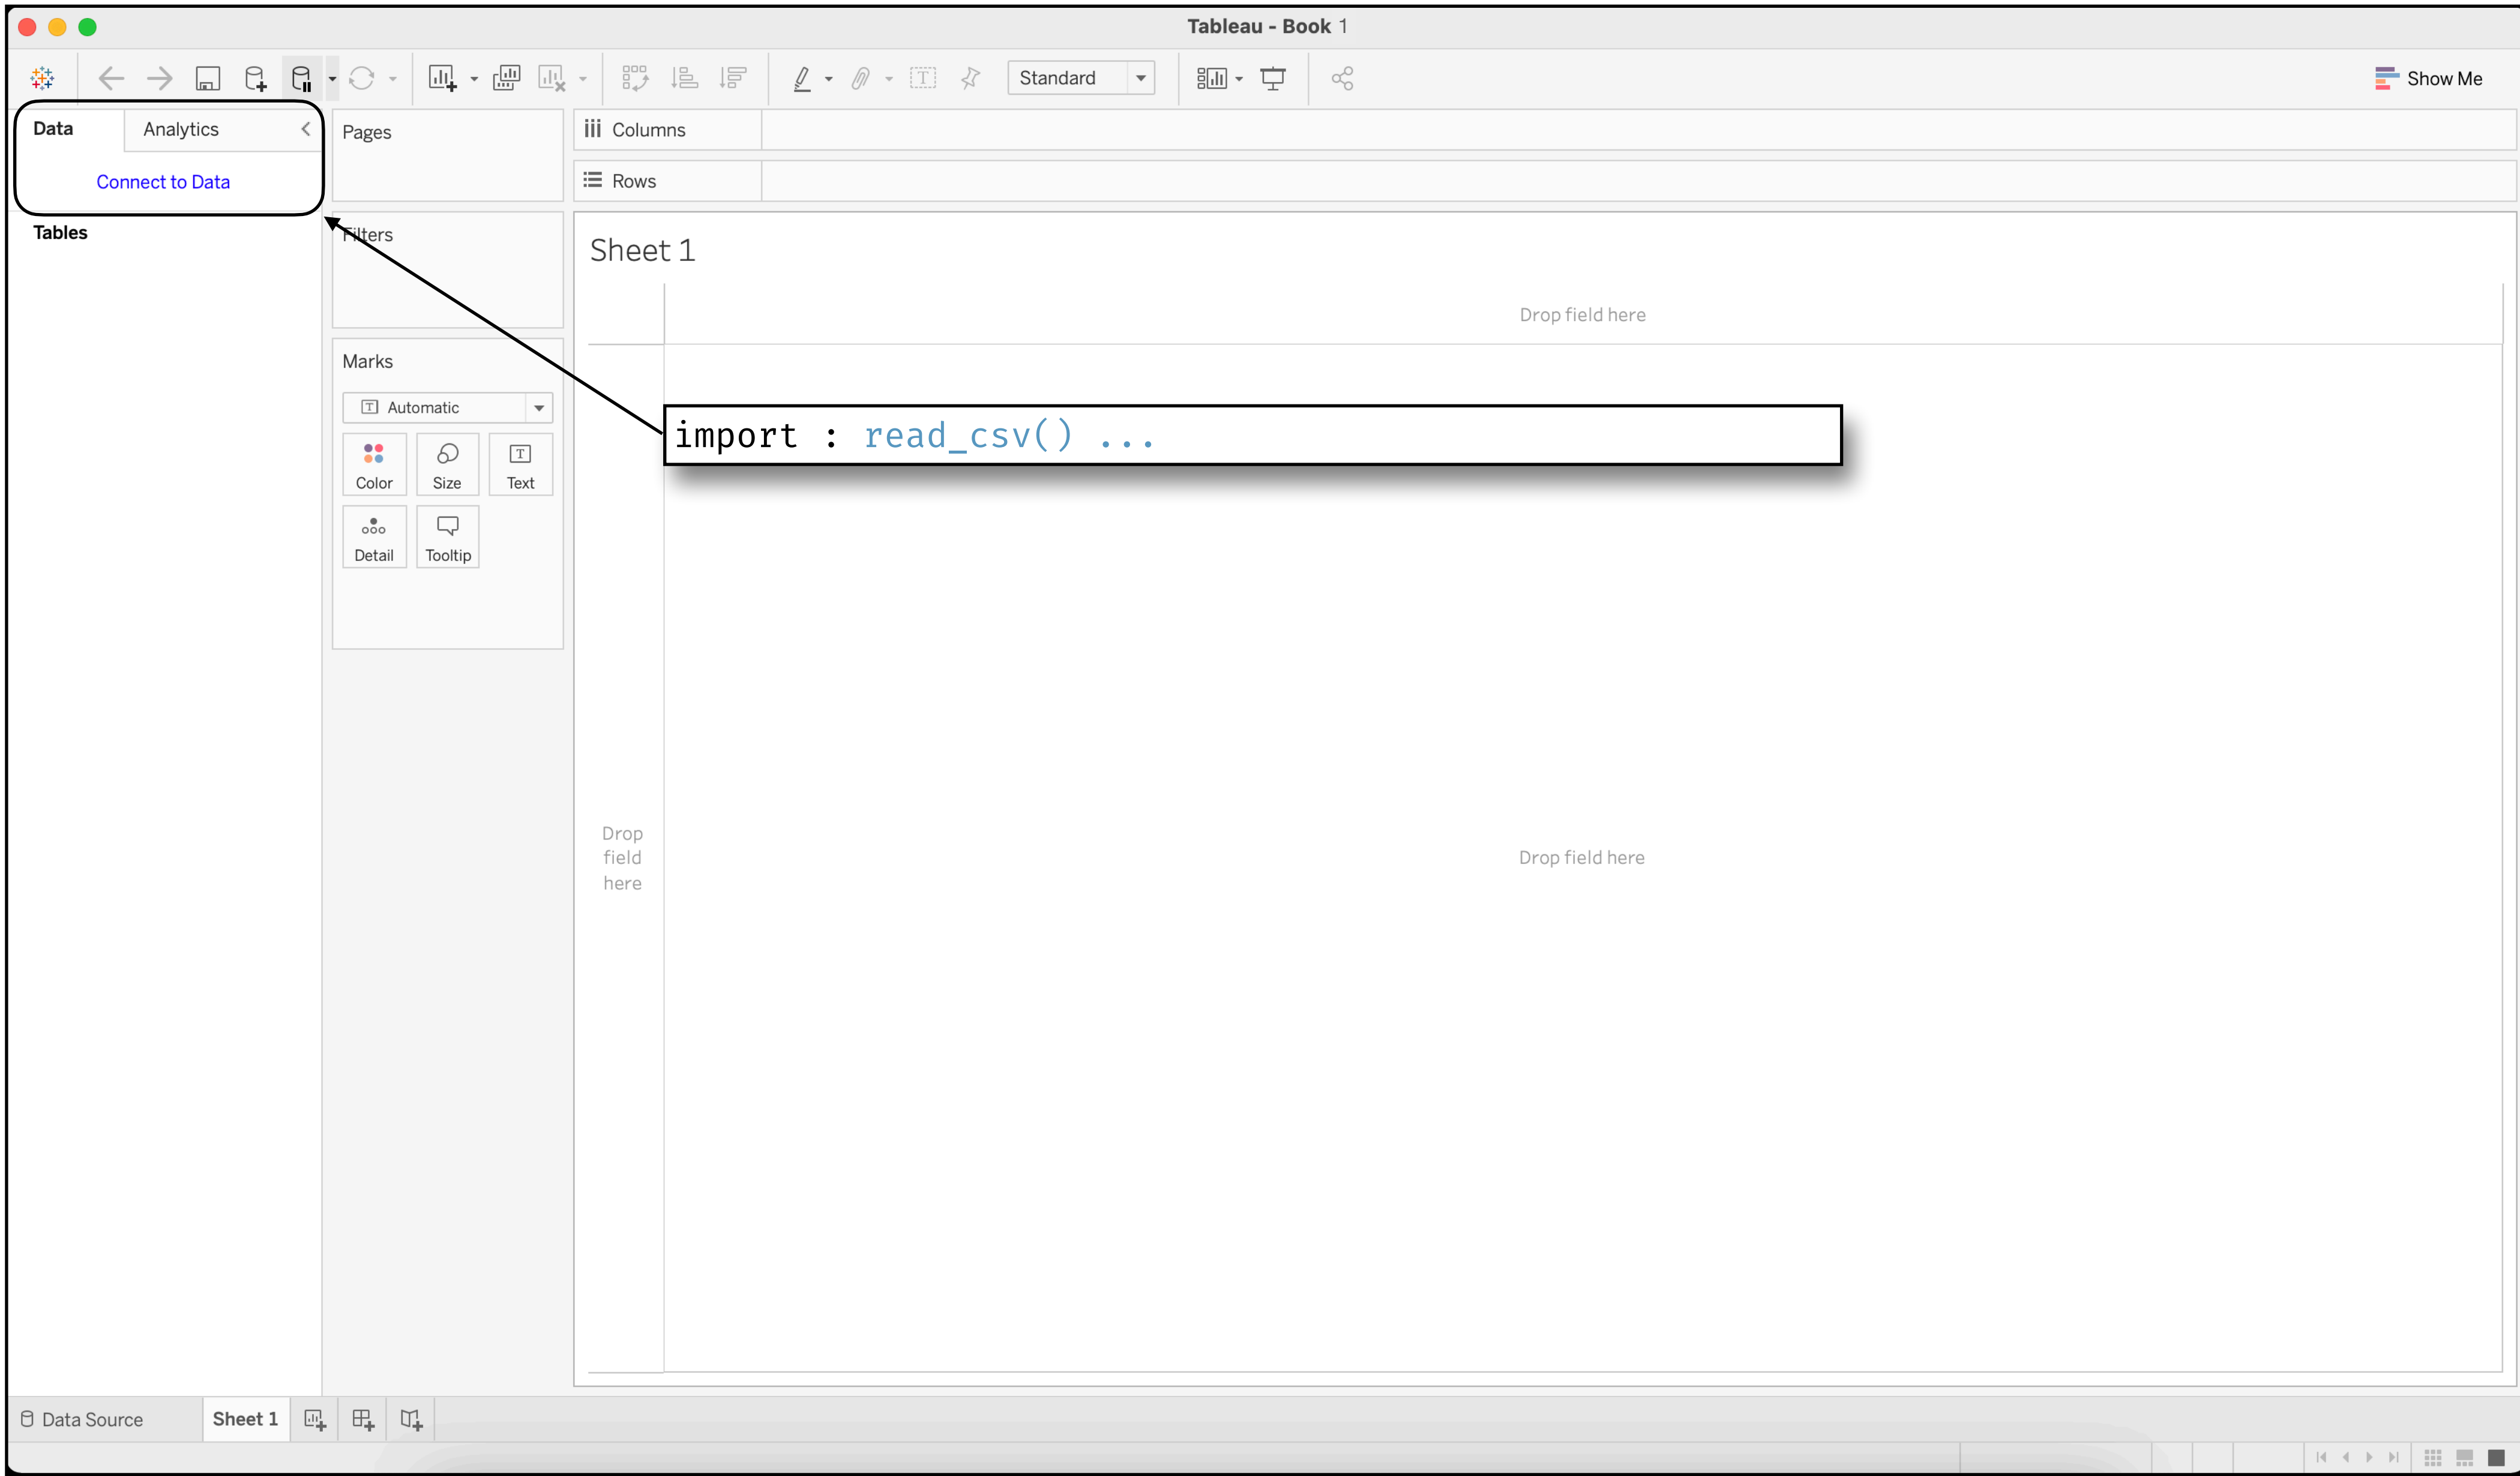 Tableau - Book 1
Standard
Show Me
Data
Analytics
Connect to Data
Tables
Pages
Filters
Marks
Automatic
Color
Size
Text
Detail
Tooltip
Columns
Rows
Sheet 1
Drop field here
import : read_csv() ...
Drop
field
here
Drop field here
Data Source
Sheet 1